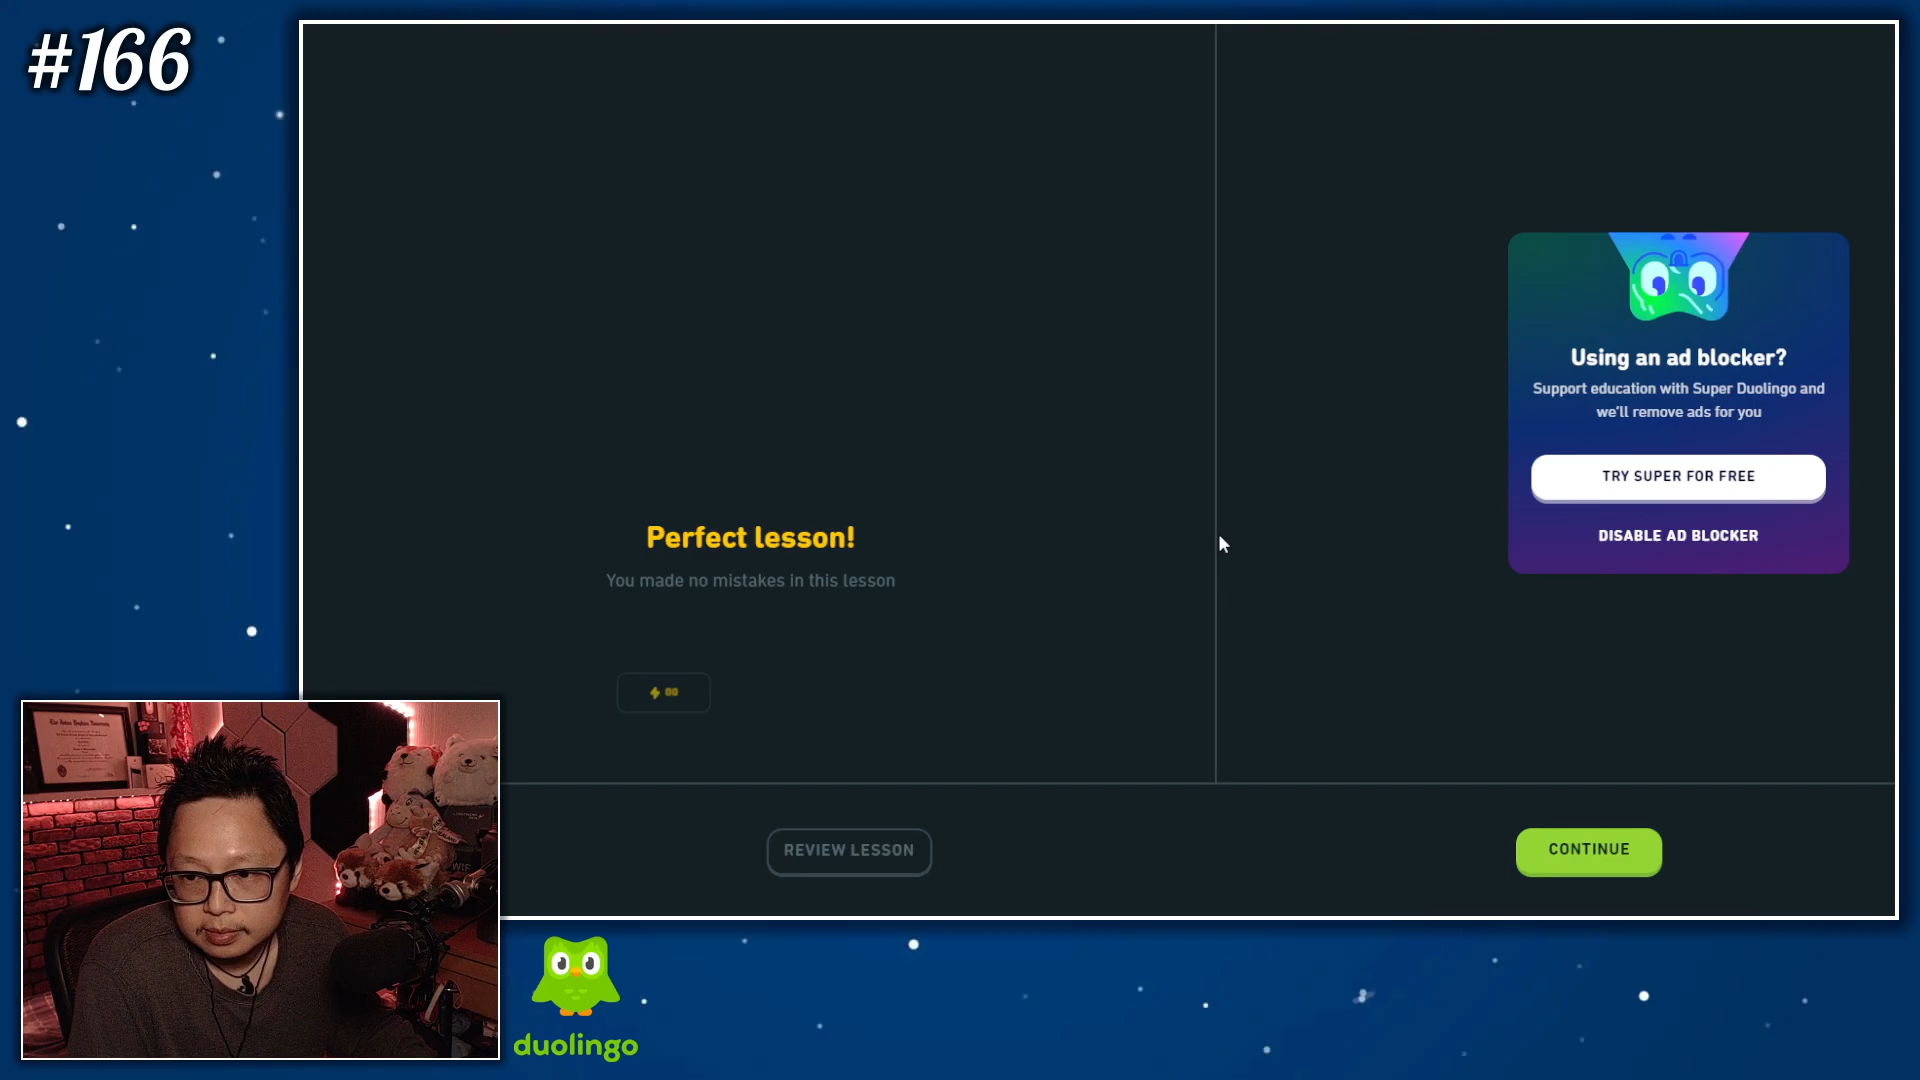 #166
Using an ad blocker?
Support education with Super Duolingo and
we'll remove ads for you
TRY SUPER FOR FREE
DISABLE AD BLOCKER
Perfect lesson!
You made no mistakes in this lesson
REVIEW LESSON
CONTINUE
duolingo